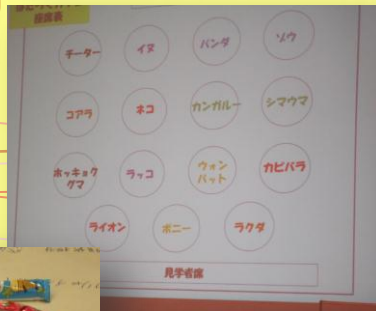 座席表
チーター
イヌ
パンダ
ゾウ
コアラ
ネコ
カンガルー
シマウマ
ホッキョク
グマ
ラッコ
ウォン
バット
カピバラ
ライオン
ポニー
ラクダ
見学者席